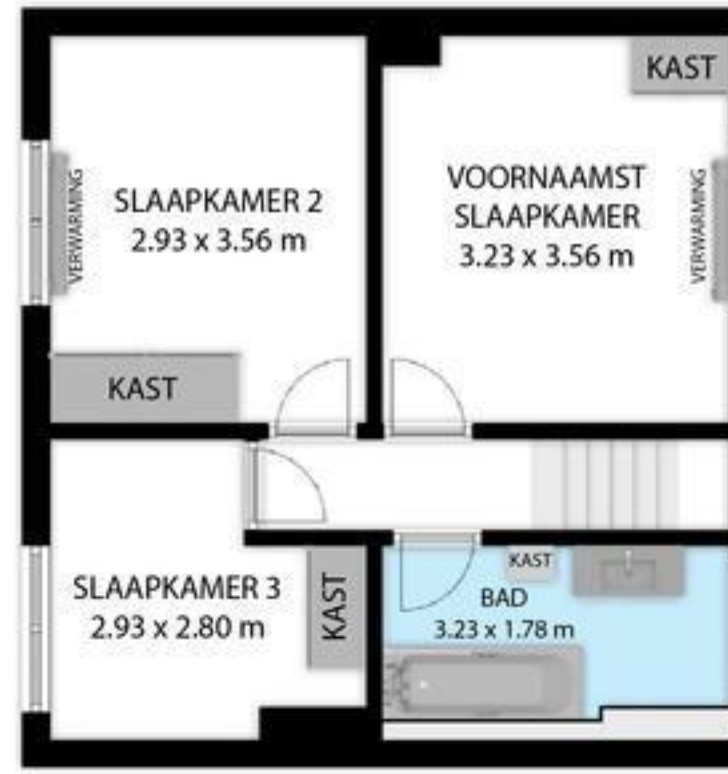 KAST
VERWARMING
SLAAPKAMER 2
2.93 x 3.56 m
VOORNAAMST
SLAAPKAMER
3.23 x 3.56 m
VERWARMING
KAST
SLAAPKAMER 3
2.93 x 2.80 m
KAST
KAST
BAD
3.23 x 1.78 m